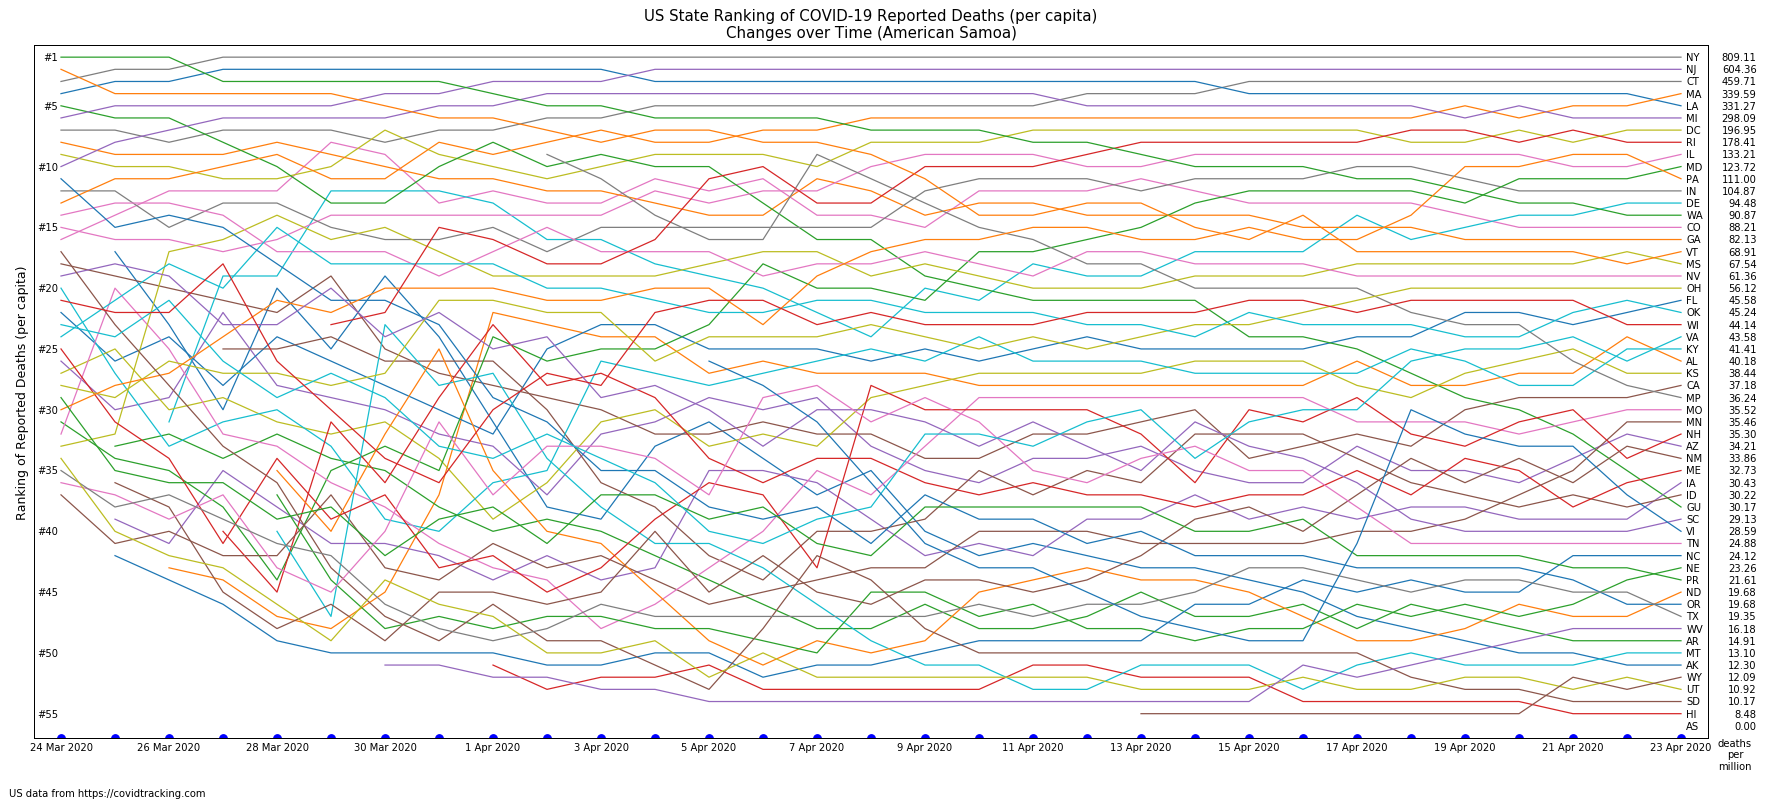 US State Ranking of COVID-19 Reported Deaths (per capita)
Changes over Time (American Samoa)
Ranking of Reported Deaths (per capita)
#1
#5
#10
#15
#20
#25
#30
#35
#40
#45
#50
#55
NY 809.11
NJ 604.36
CT 459.71
MA 339.59
LA 331.27
MI 298.09
DC 196.95
RI 178.41
IL 133.21
MD 123.72
PA 111.00
IN 104.87
DE 94.48
WA 90.87
CO 88.21
GA 82.13
VT 68.91
MS 67.54
NV 61.36
OH 56.12
FL 45.58
OK 45.24
WI 44.14
VA 43.58
KY 41.41
AL 40.18
KS 38.44
CA 37.18
MP 36.24
MO 35.52
MN 35.46
NH 35.30
AZ 34.21
NM 33.86
ME 32.73
IA 30.43
ID 30.22
GU 30.17
SC 29.13
VI 28.59
TN 24.88
NC 24.12
NE 23.26
PR 21.61
ND 19.68
OR 19.68
TX 19.35
WV 16.18
AR 14.91
MT 13.10
AK 12.30
WY 12.09
UT 10.92
SD 10.17
HI 8.48
AS 0.00
24 Mar 2020 26 Mar 2020 28 Mar 2020 30 Mar 2020 1 Apr 2020 3 Apr 2020 5 Apr 2020 7 Apr 2020 9 Apr 2020 11 Apr 2020 13 Apr 2020 15 Apr 2020 17 Apr 2020 19 Apr 2020 21 Apr 2020 23 Apr 2020
deaths
per
million
US data from https://covidtracking.com